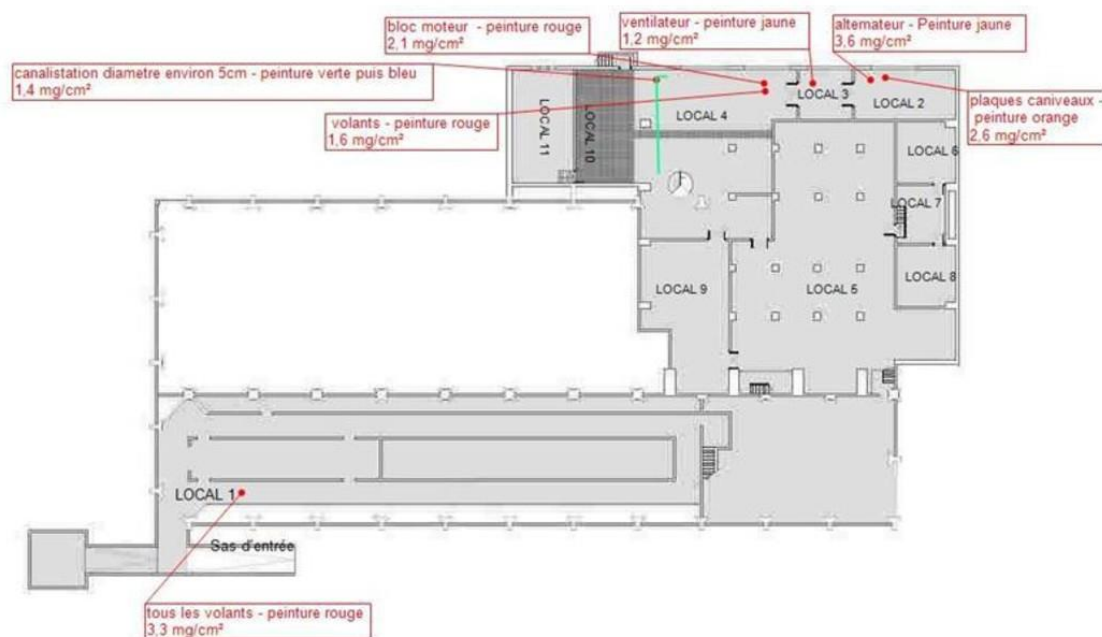 bloc moteur - peinture rouge
2,1 mg/cm²
ventilateur - peinture jaune
1,2 mg/cm²
alternateur - Peinture jaune
3,6 mg/cm²
canalistation diametre environ 5cm - peinture verte puis bleu
1,4 mg/cm²
plaques caniveaux -
peinture orange
2,6 mg/cm²
volants - peinture rouge
1,6 mg/cm²
LOCAL 11
LOCAL 10
LOCAL 4
LOCAL 3
LOCAL 2
LOCAL 6
LOCAL 7
LOCAL 8
LOCAL 9
LOCAL 5
LOCAL 1
Sas d'entrée
tous les volants - peinture rouge
3,3 mg/cm²